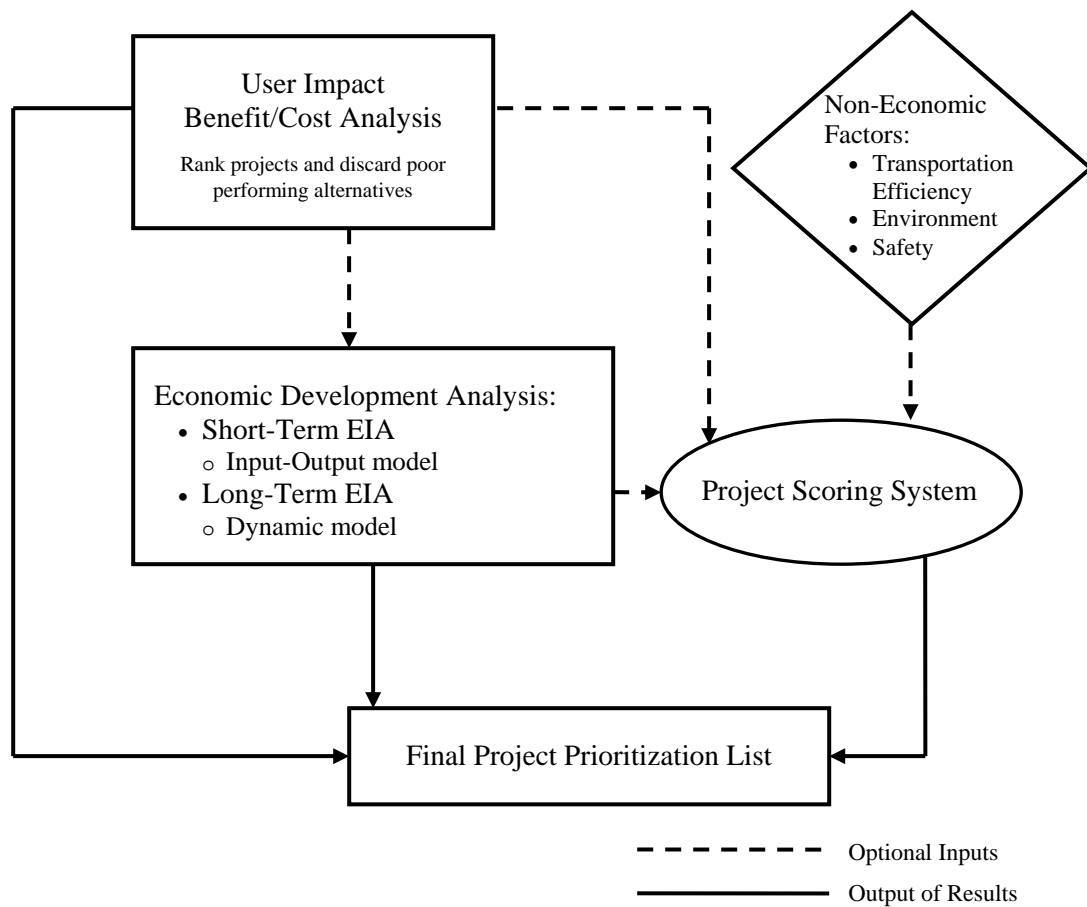 User Impact
Benefit/Cost Analysis
Rank projects and discard poor
performing alternatives
Non-Economic
Factors:
• Transportation
Efficiency
• Environment
• Safety
Economic Development Analysis:
• Short-Term EIA
o Input-Output model
• Long-Term EIA
o Dynamic model
Project Scoring System
Final Project Prioritization List
Optional Inputs
Output of Results